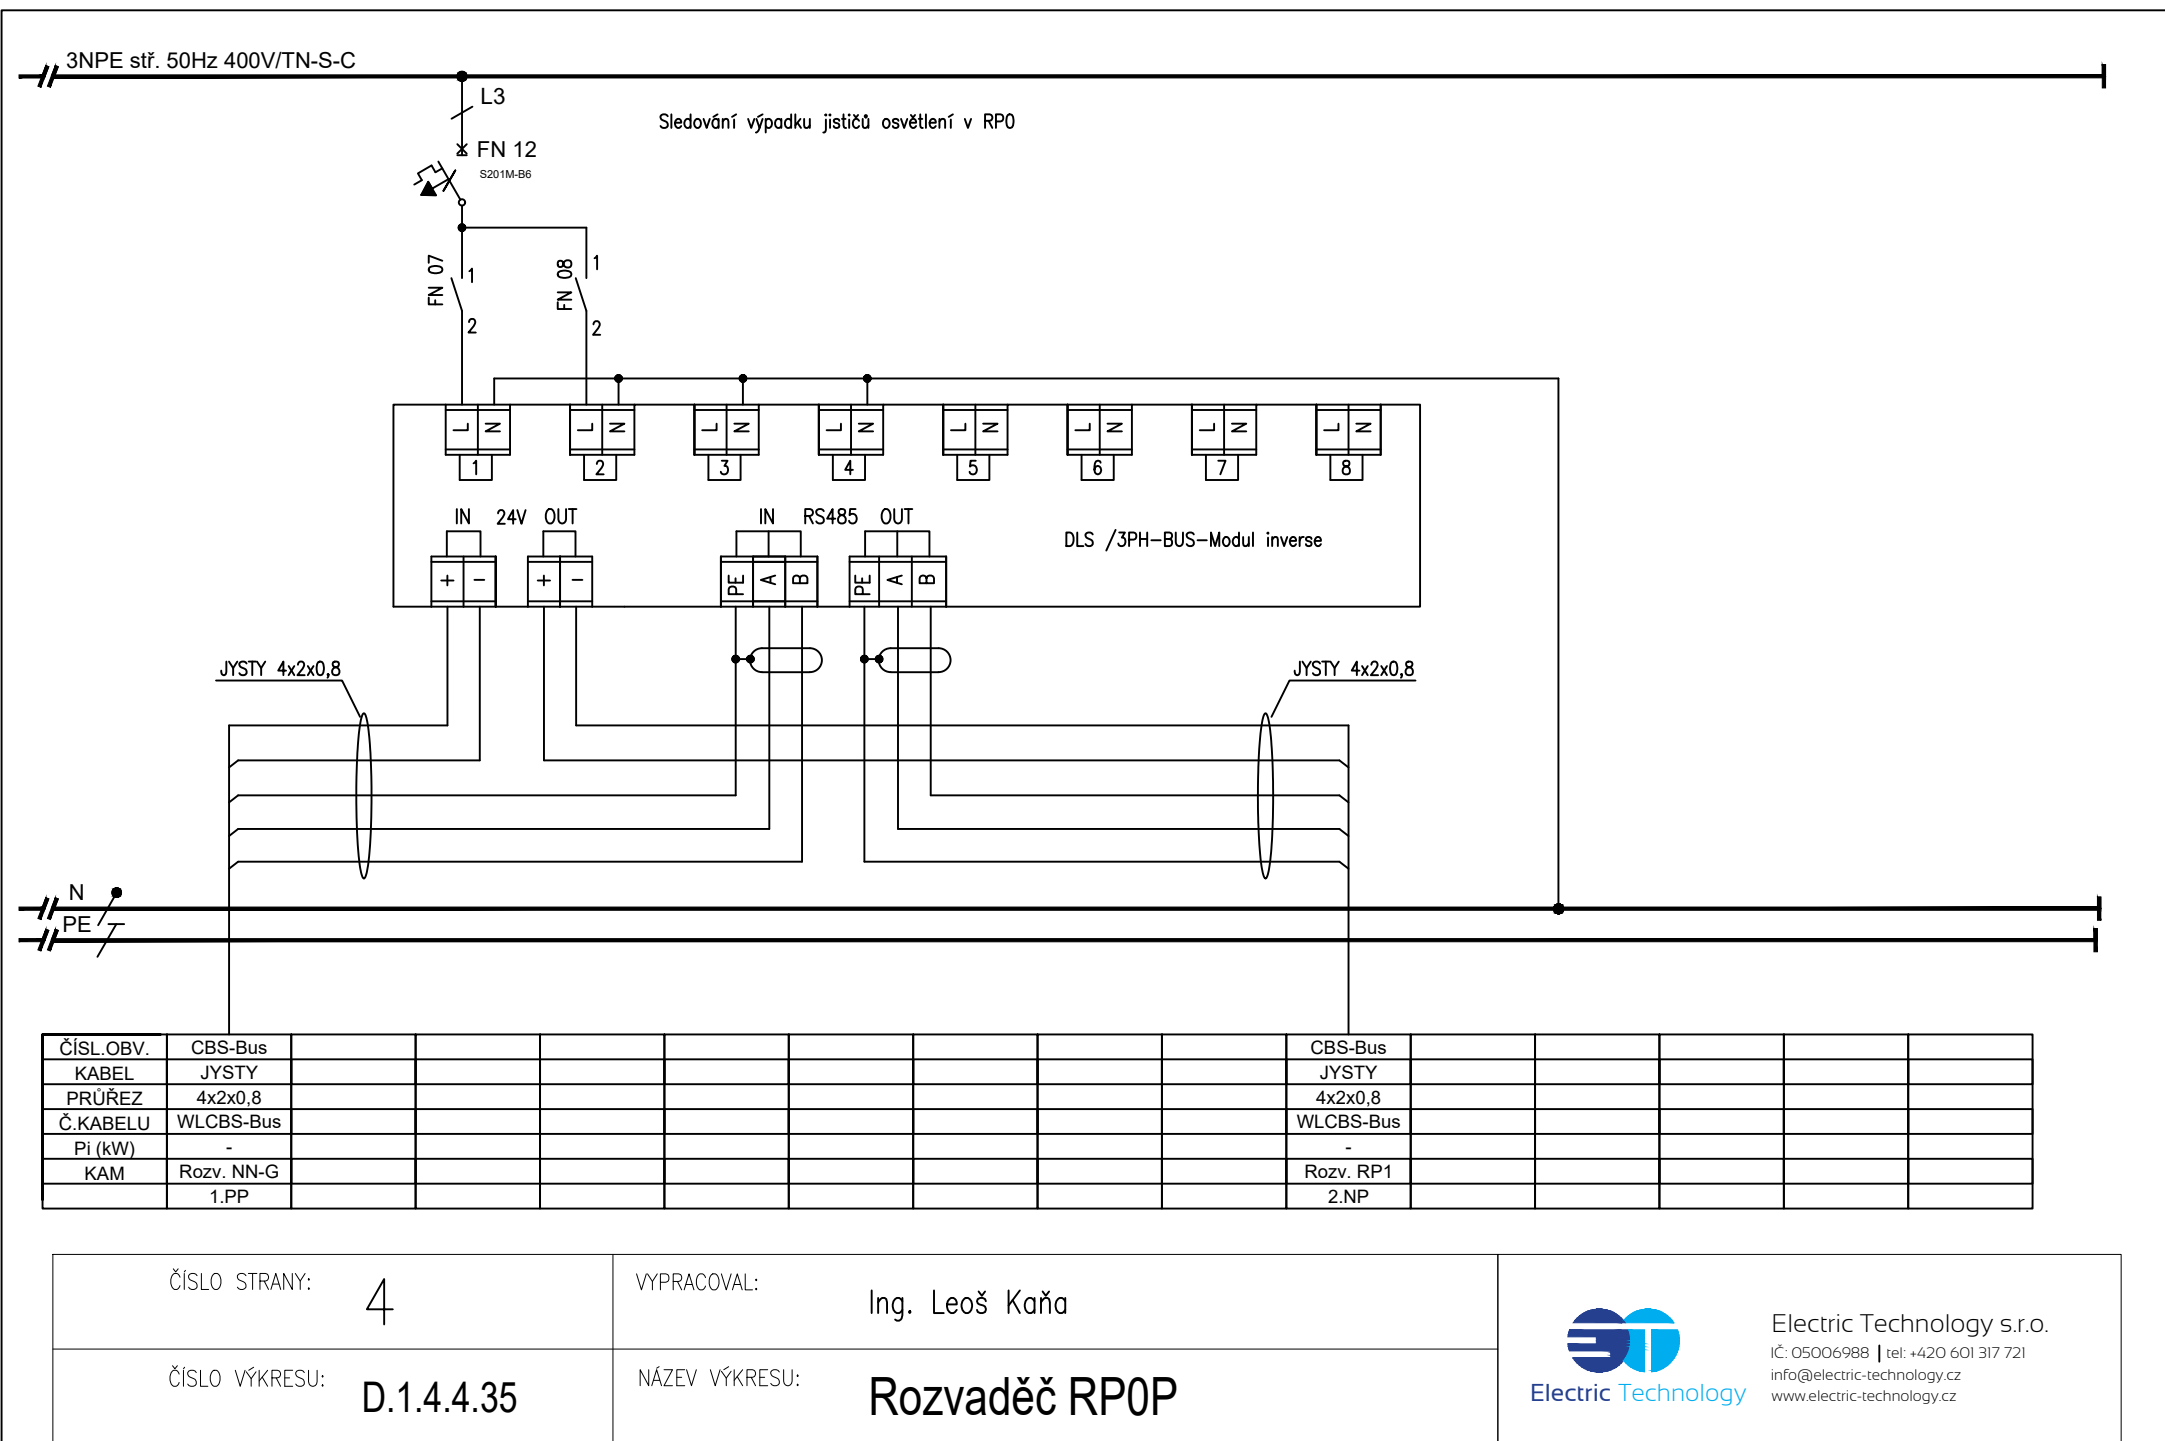 3NPE stř. 50Hz 400V/TN-S-C
L3
Sledování výpadku jističů osvětlení v RP0
FN 12
S201M-B6
FN 07
1
2
FN 08
1
2
L N L N L N L N L N L N L N L N
1 2 3 4 5 6 7 8
IN 24V OUT
IN RS485 OUT
DLS /3PH-BUS-Modul inverse
+ - + -
PE A B PE A B
JYSTY 4x2x0,8
JYSTY 4x2x0,8
N
PE
ČÍSL.OBV. CBS-Bus CBS-Bus
KABEL JYSTY JYSTY
PRŮŘEZ 4x2x0,8 4x2x0,8
Č.KABELU WLCBS-Bus WLCBS-Bus
Pi (kW) - -
KAM Rozv. NN-G Rozv. RP1
1.PP 2.NP
ČÍSLO STRANY: 4
VYPRACOVAL: Ing. Leoš Kaňa
ČÍSLO VÝKRESU: D.1.4.4.35
NÁZEV VÝKRESU: Rozvaděč RP0P
Electric Technology
Electric Technology s.r.o.
IČ: 05006988 | tel: +420 601 317 721
info@electric-technology.cz
www.electric-technology.cz